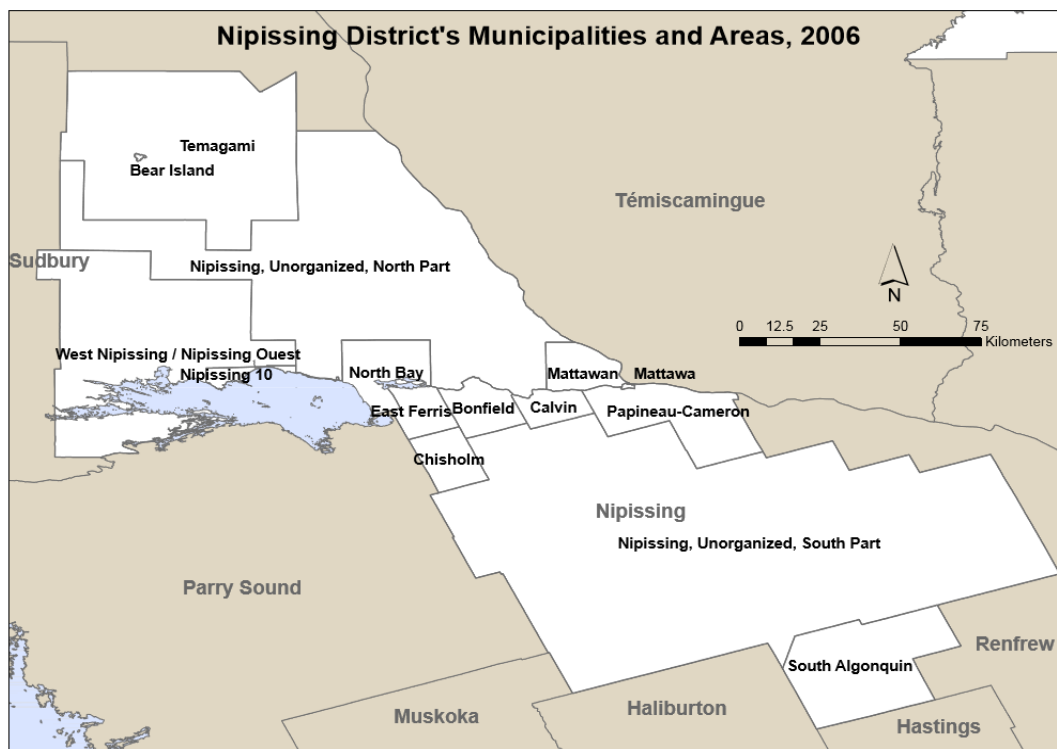 Nipissing District's Municipalities and Areas, 2006
Temagami
Bear Island
Témiscamingue
Sudbury
Nipissing, Unorganized, North Part
N
0 12.5 25 50 75
Kilometers
West Nipissing / Nipissing Ouest
Nipissing 10
North Bay
Mattawan
Mattawa
East Ferris
Bonfield
Calvin
Papineau-Cameron
Chisholm
Nipissing
Nipissing, Unorganized, South Part
Parry Sound
Renfrew
South Algonquin
Muskoka
Haliburton
Hastings